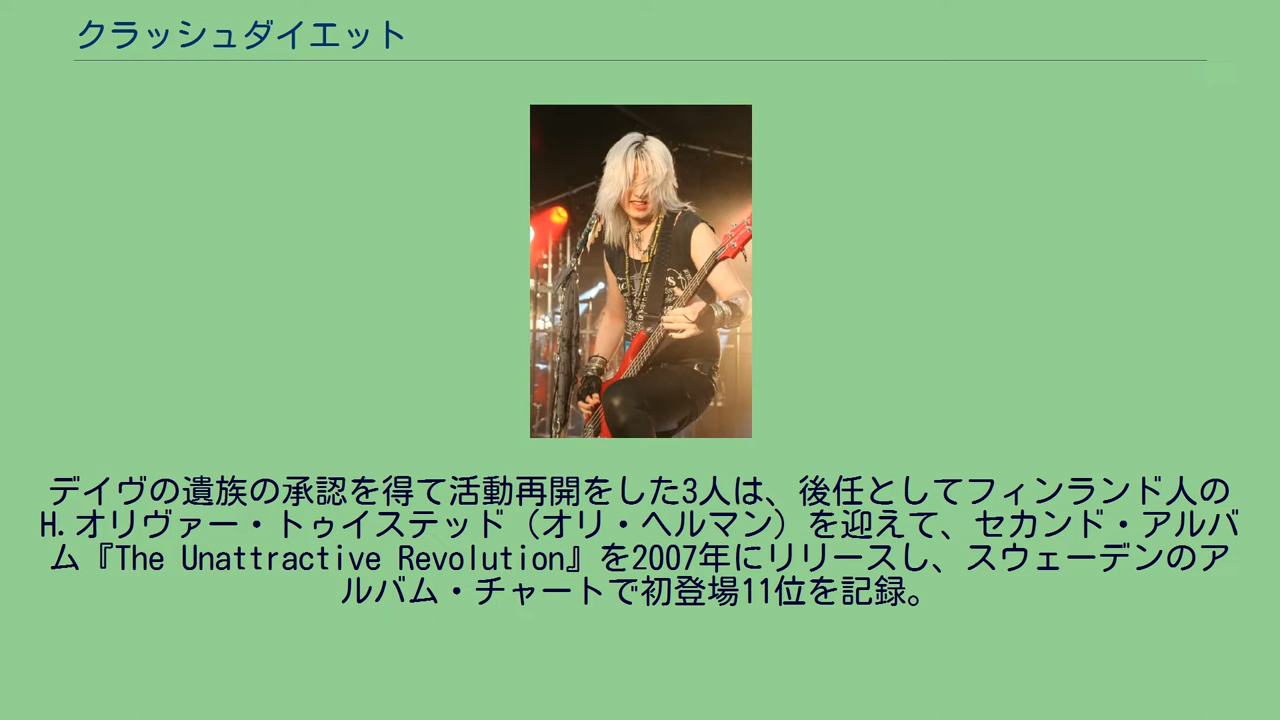 クラッシュダイエット
デイヴの遺族の承認を得て活動再開をした3人は、後任としてフィンランド人の
H.オリヴァー・トゥイステッド（オリ・ヘルマン）を迎えて、セカンド・アルバ
ム『The Unattractive Revolution』を2007年にリリースし、スウェーデンのア
ルバム・チャートで初登場11位を記録。